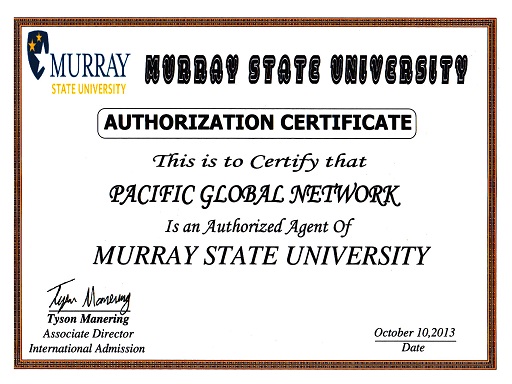 MURRAY
STATE UNIVERSITY
MURRAY STATE UNIVERSITY
AUTHORIZATION CERTIFICATE
This is to Certify that
PACIFIC GLOBAL NETWORK
Is an Authorized Agent Of
MURRAY STATE UNIVERSITY
Tyson Manering
Tyson Manering
Associate Director
International Admission
October 10,2013
Date